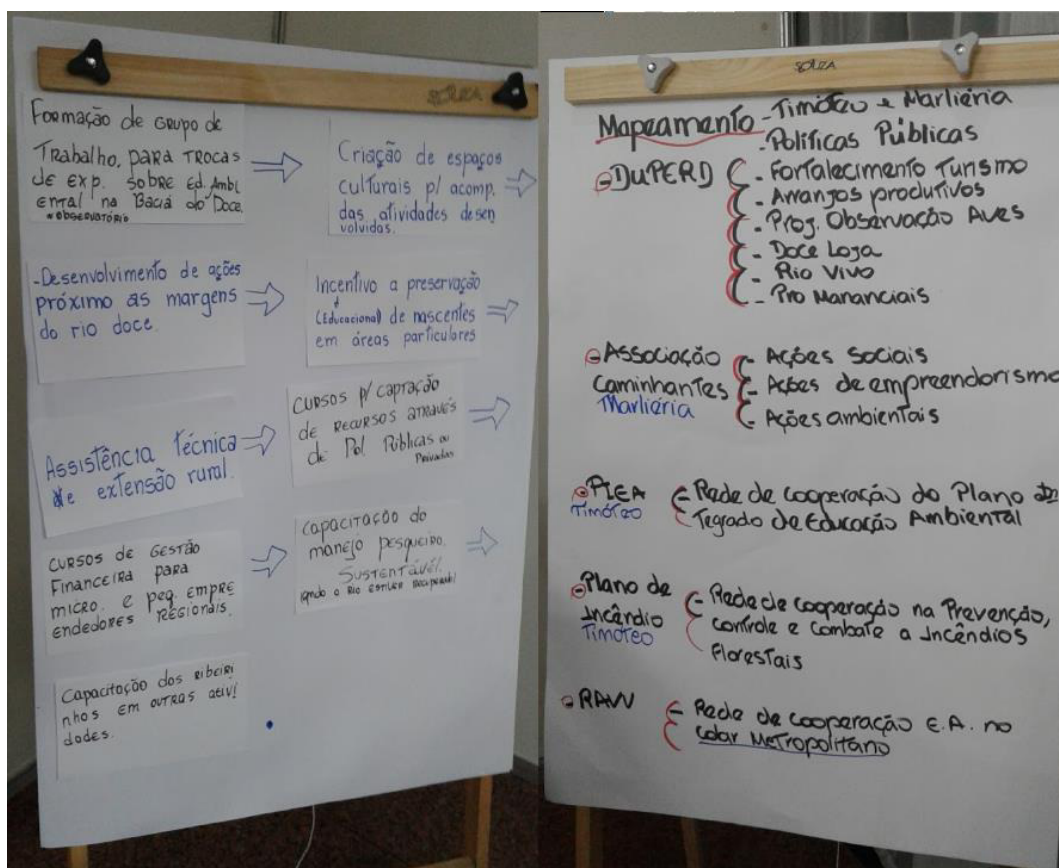 SOUZA
Formação de Grupo de
Trabalho, para trocas
de exp. sobre Ed. Ambi
ental na Bacia do Doce.
*OBSERVATÓRIO
Criação de espaços
culturais p/ acomp.
das atividades desen
volvidas.
-Desenvolvimento de ações
próximo as margens
do rio doce.
Incentivo a preservação
(Educacional) de nascentes
em áreas particulares
Assistência Técnica
e extensão rural.
Cursos p/ captação
de recursos através
de Pol. Públicas ou
Privadas
Cursos de Gestão
Financeira para
micro. e peq. empre
endedores regionais.
Capacitação do
manejo pesqueiro.
Sustentável.
(qndo o Rio estiver recuperado)
Capacitação dos ribeiri
nhos em outras ativi
dades.
SOUZA
Mapeamento - Timóteo e Marliéria
- Políticas Públicas
- DuPERD - Fortalecimento Turismo
- Arranjos produtivos
- Proj. Observação Aves
- Doce Loja
- Rio Vivo
- Pro Mananciais
- Associação - Ações Sociais
Caminhantes - Ações de empreendorismo
Marliéria - Ações ambientais
- PIEA - Rede de cooperação do Plano In
Timóteo Tegrado de Educação Ambiental
- Plano de - Rede de cooperação na Prevenção,
Incêndio controle e Combate a Incêndios
Timóteo Florestais
- RAVV - Rede de cooperação E.A. no
colar Metropolitano